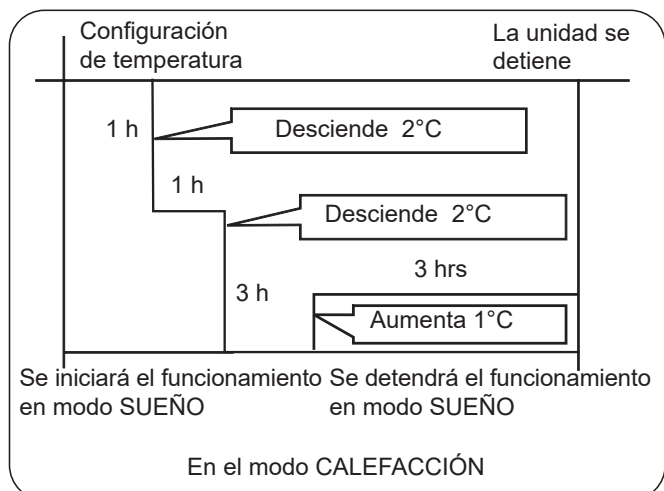 Configuración
de temperatura
La unidad se
detiene
1 h
Desciende 2°C
1 h
Desciende 2°C
3 hrs
3 h
Aumenta 1°C
Se iniciará el funcionamiento
en modo SUEÑO
Se detendrá el funcionamiento
en modo SUEÑO
En el modo CALEFACCIÓN